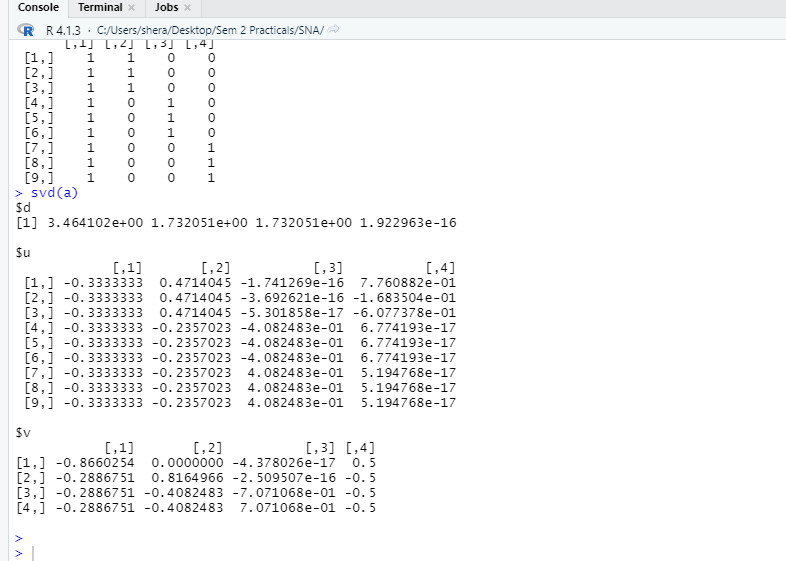 Console Terminal × Jobs ×
R 4.1.3 · C:/Users/shera/Desktop/Sem 2 Practicals/SNA/
     [,1] [,2] [,3] [,4]
[1,]    1    1    0    0
[2,]    1    1    0    0
[3,]    1    1    0    0
[4,]    1    0    1    0
[5,]    1    0    1    0
[6,]    1    0    1    0
[7,]    1    0    0    1
[8,]    1    0    0    1
[9,]    1    0    0    1
> svd(a)
$d
[1] 3.464102e+00 1.732051e+00 1.732051e+00 1.922963e-16
$u
            [,1]       [,2]          [,3]          [,4]
[1,] -0.3333333  0.4714045 -1.741269e-16  7.760882e-01
[2,] -0.3333333  0.4714045 -3.692621e-16 -1.683504e-01
[3,] -0.3333333  0.4714045 -5.301858e-17 -6.077378e-01
[4,] -0.3333333 -0.2357023 -4.082483e-01  6.774193e-17
[5,] -0.3333333 -0.2357023 -4.082483e-01  6.774193e-17
[6,] -0.3333333 -0.2357023 -4.082483e-01  6.774193e-17
[7,] -0.3333333 -0.2357023  4.082483e-01  5.194768e-17
[8,] -0.3333333 -0.2357023  4.082483e-01  5.194768e-17
[9,] -0.3333333 -0.2357023  4.082483e-01  5.194768e-17
$v
           [,1]       [,2]          [,3] [,4]
[1,] -0.8660254  0.0000000 -4.378026e-17  0.5
[2,] -0.2886751  0.8164966 -2.509507e-16 -0.5
[3,] -0.2886751 -0.4082483 -7.071068e-01 -0.5
[4,] -0.2886751 -0.4082483  7.071068e-01 -0.5
>
>